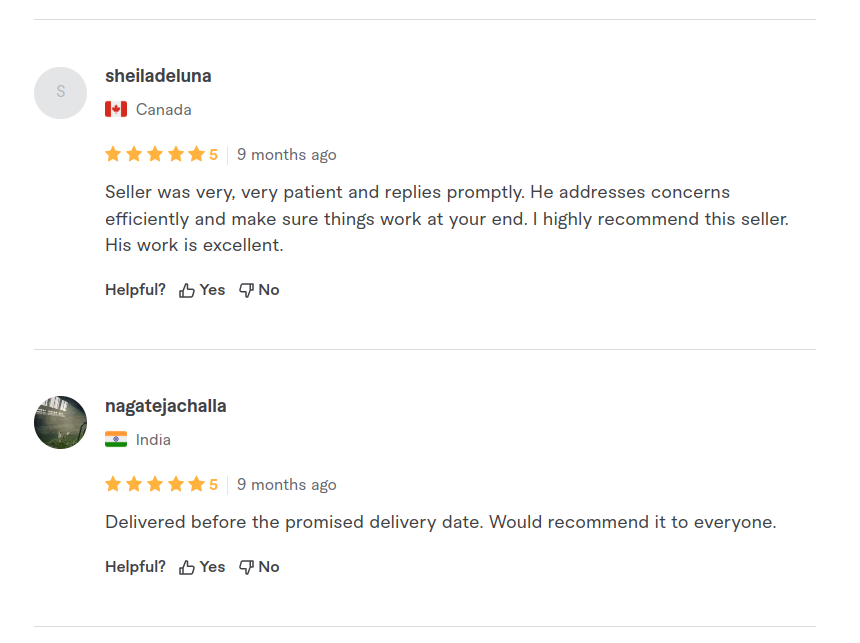 S
sheiladeluna
Canada
5 9 months ago
Seller was very, very patient and replies promptly. He addresses concerns
efficiently and make sure things work at your end. I highly recommend this seller.
His work is excellent.
Helpful? Yes No
nagatejachalla
India
5 9 months ago
Delivered before the promised delivery date. Would recommend it to everyone.
Helpful? Yes No